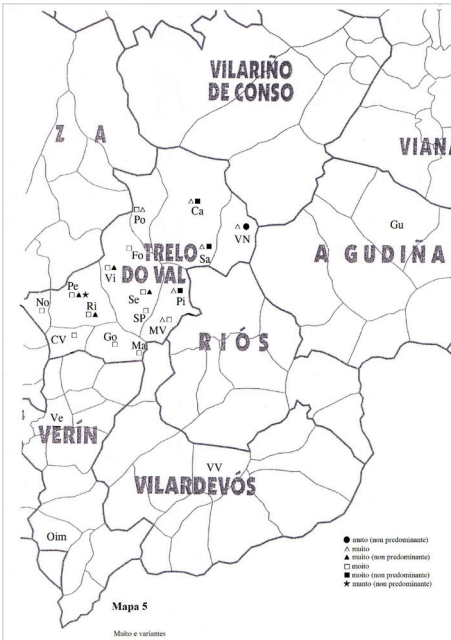 VILARIÑO
DE CONSO
Z A
VIANA
Ca
Po
Gu
VN
Fo
TRELO
Sa
A GUDIÑA
DO VAL
Vi
Pe
Se
Pi
No
Ri
SP
MV
RIÓS
CV
Go
Ma
Ve
VERÍN
VV
VILARDEVÓS
Oim
muto (non predominante)
muito
muito (non predominante)
moito
moito (non predominante)
munto (non predominante)
Mapa 5
Muito e variantes